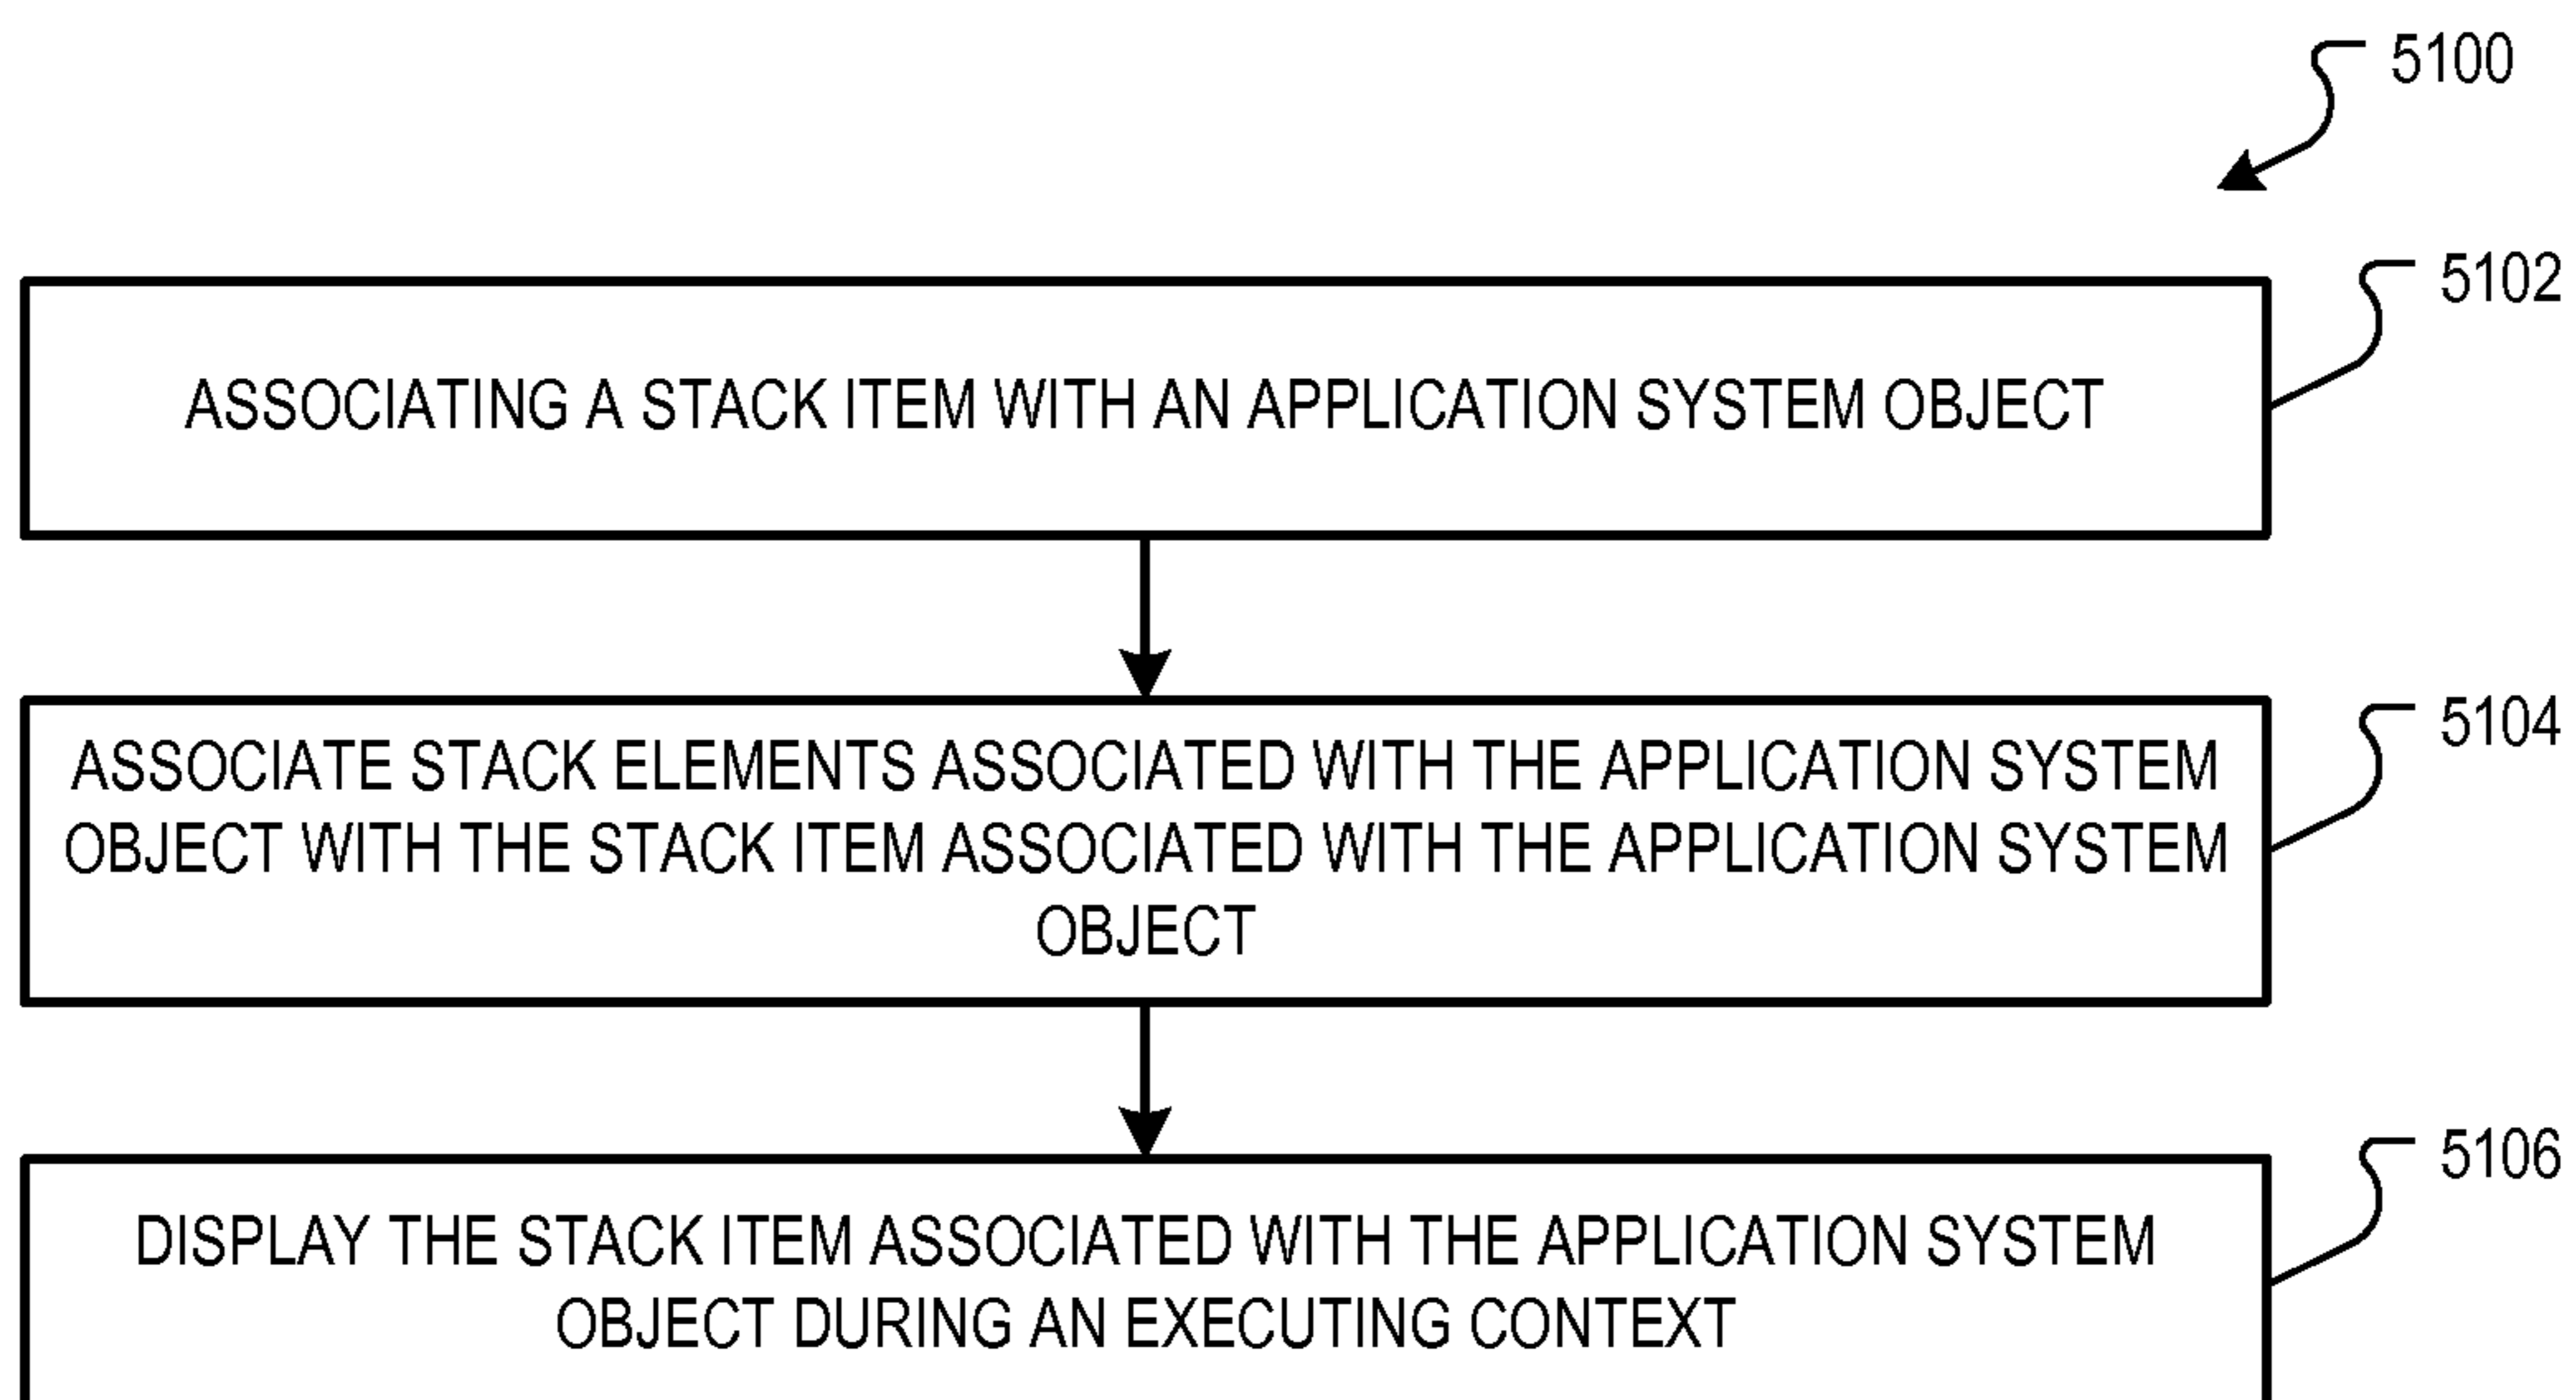 5100
5102
ASSOCIATING A STACK ITEM WITH AN APPLICATION SYSTEM OBJECT
5104
ASSOCIATE STACK ELEMENTS ASSOCIATED WITH THE APPLICATION SYSTEM
OBJECT WITH THE STACK ITEM ASSOCIATED WITH THE APPLICATION SYSTEM
OBJECT
5106
DISPLAY THE STACK ITEM ASSOCIATED WITH THE APPLICATION SYSTEM
OBJECT DURING AN EXECUTING CONTEXT